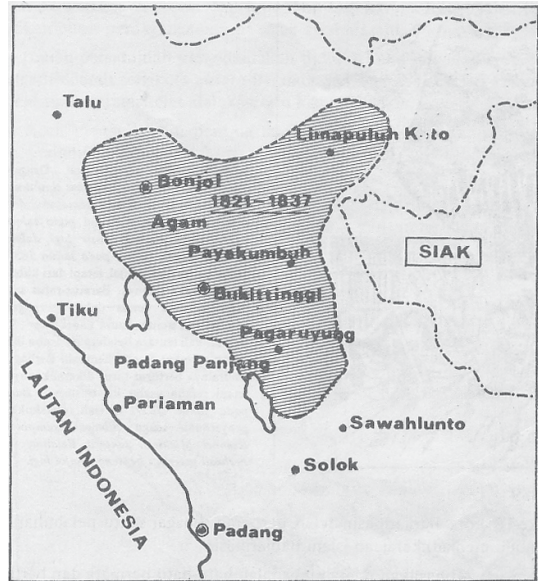 Talu
Limapuluh Koto
Bonjol
1821-1837
Agam
Payakumbuh
SIAK
Bukittinggi
Tiku
Pagaruyung
Padang Panjang
Pariaman
LAUTAN INDONESIA
Sawahlunto
Solok
Padang